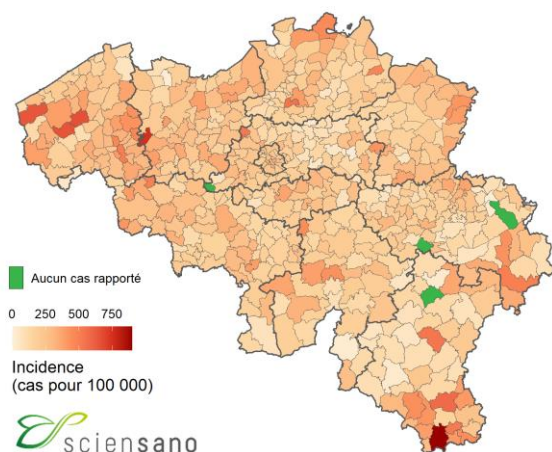 Aucun cas rapporté
0 250 500 750
Incidence
(cas pour 100 000)
sciensano